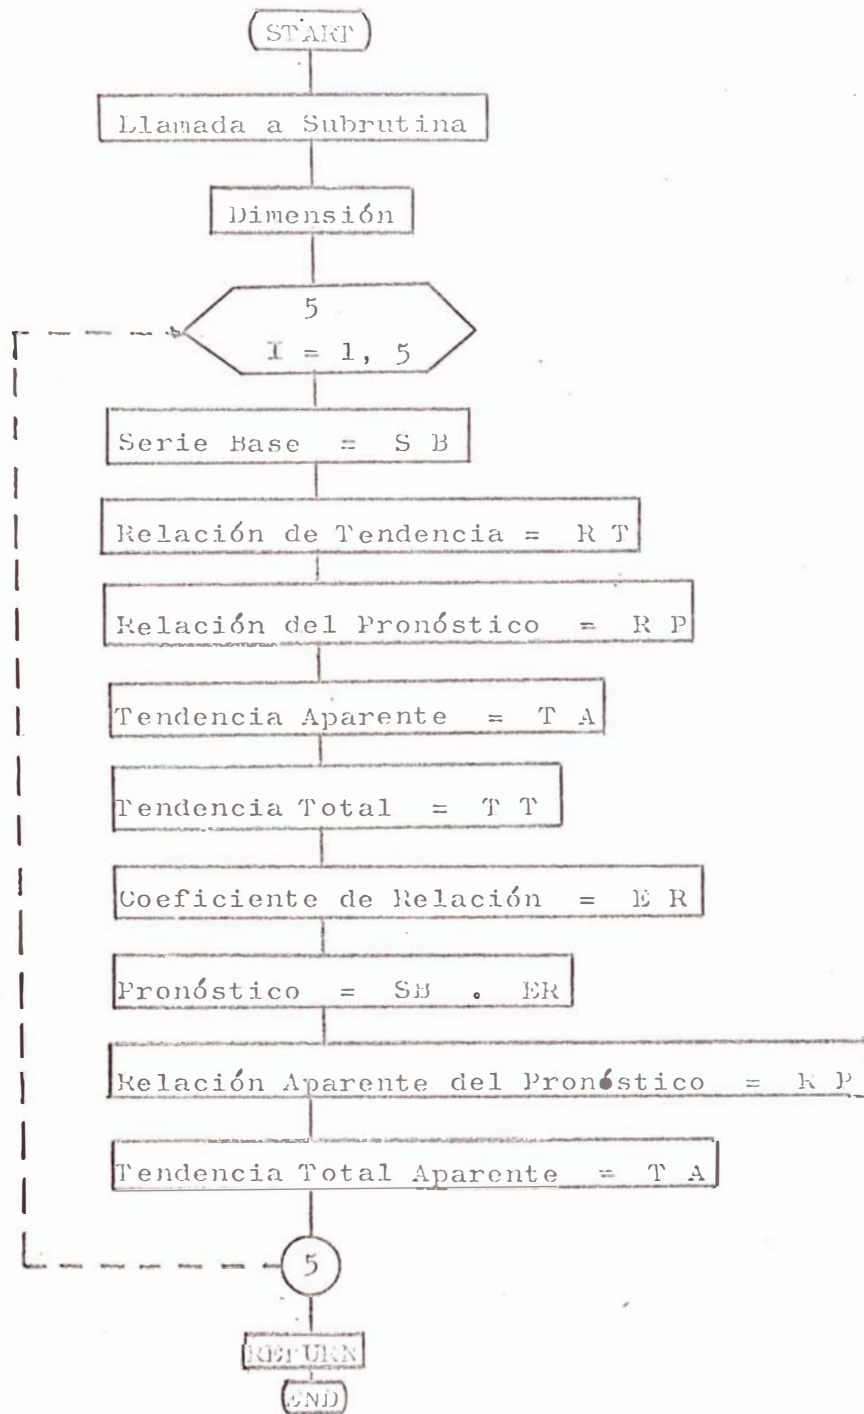 START
Llamada a Subrutina
Dimensión
5
I = 1, 5
Serie Base = S B
Relación de Tendencia = R T
Relación del Pronóstico = R P
Tendencia Aparente = T A
Tendencia Total = T T
Coeficiente de Relación = E R
Pronóstico = SB . ER
Relación Aparente del Pronóstico = R P
Tendencia Total Aparente = T A
5
RETURN
END